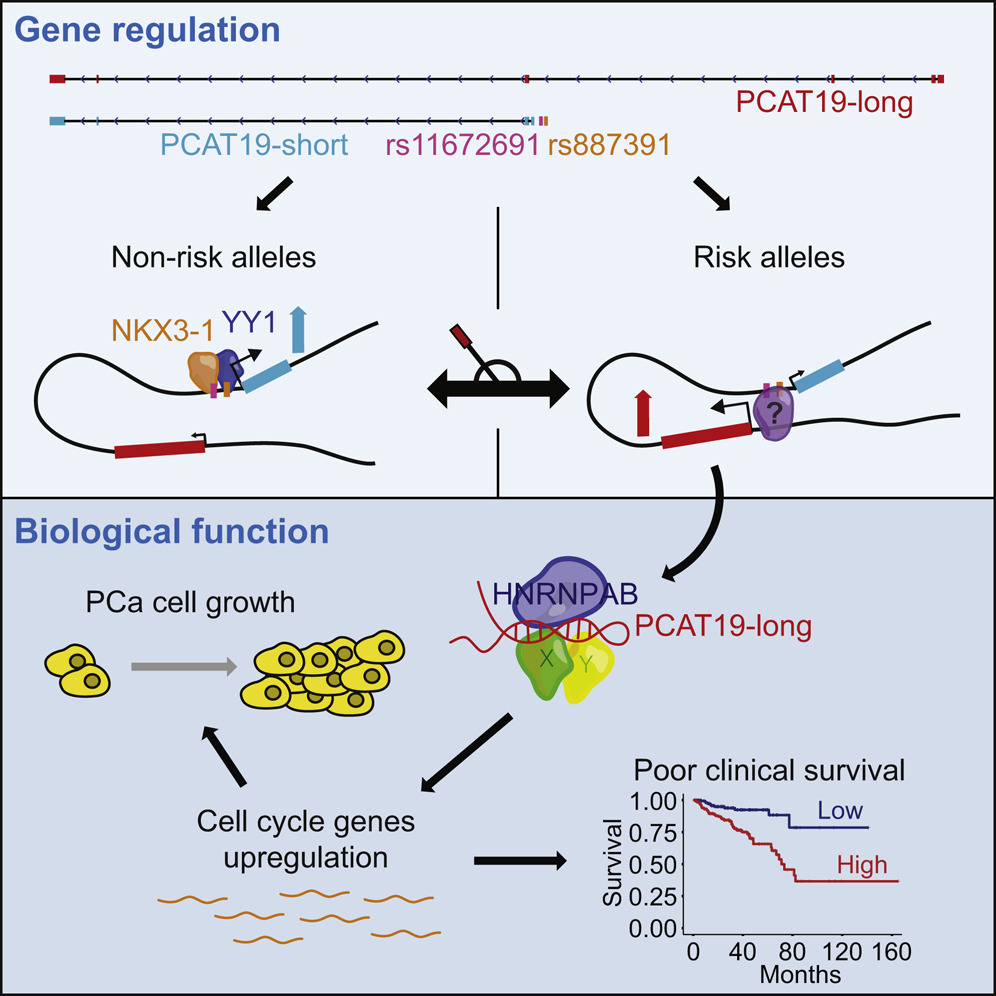 Gene regulation
PCAT19-long
PCAT19-short rs11672691 rs887391
Non-risk alleles
Risk alleles
NKX3-1 YY1
?
Biological function
PCa cell growth
HNRNPAB
PCAT19-long
X Y
Cell cycle genes
upregulation
Poor clinical survival
Survival
1.00
0.75
0.50
0.25
0.00
Low
High
0 40 80 120 160
Months